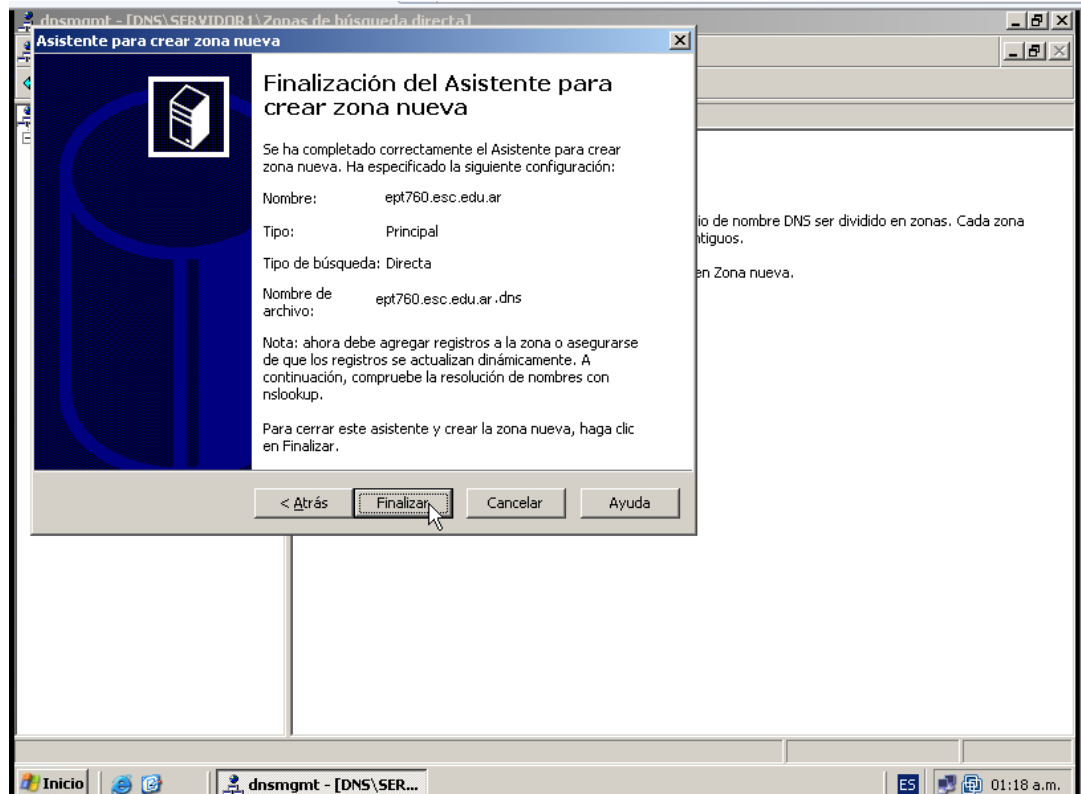 dnsmgmt - [DNS\SERVIDOR1\Zonas de búsqueda directa]
Asistente para crear zona nueva
Finalización del Asistente para
crear zona nueva
Se ha completado correctamente el Asistente para crear
zona nueva. Ha especificado la siguiente configuración:
Nombre: ept760.esc.edu.ar
Tipo: Principal
Tipo de búsqueda: Directa
Nombre de
archivo: ept760.esc.edu.ar.dns
Nota: ahora debe agregar registros a la zona o asegurarse
de que los registros se actualizan dinámicamente. A
continuación, compruebe la resolución de nombres con
nslookup.
Para cerrar este asistente y crear la zona nueva, haga clic
en Finalizar.
< Atrás Finalizar Cancelar Ayuda
io de nombre DNS ser dividido en zonas. Cada zona
ntiguos.
en Zona nueva.
Inicio dnsmgmt - [DNS\SER... ES 01:18 a.m.